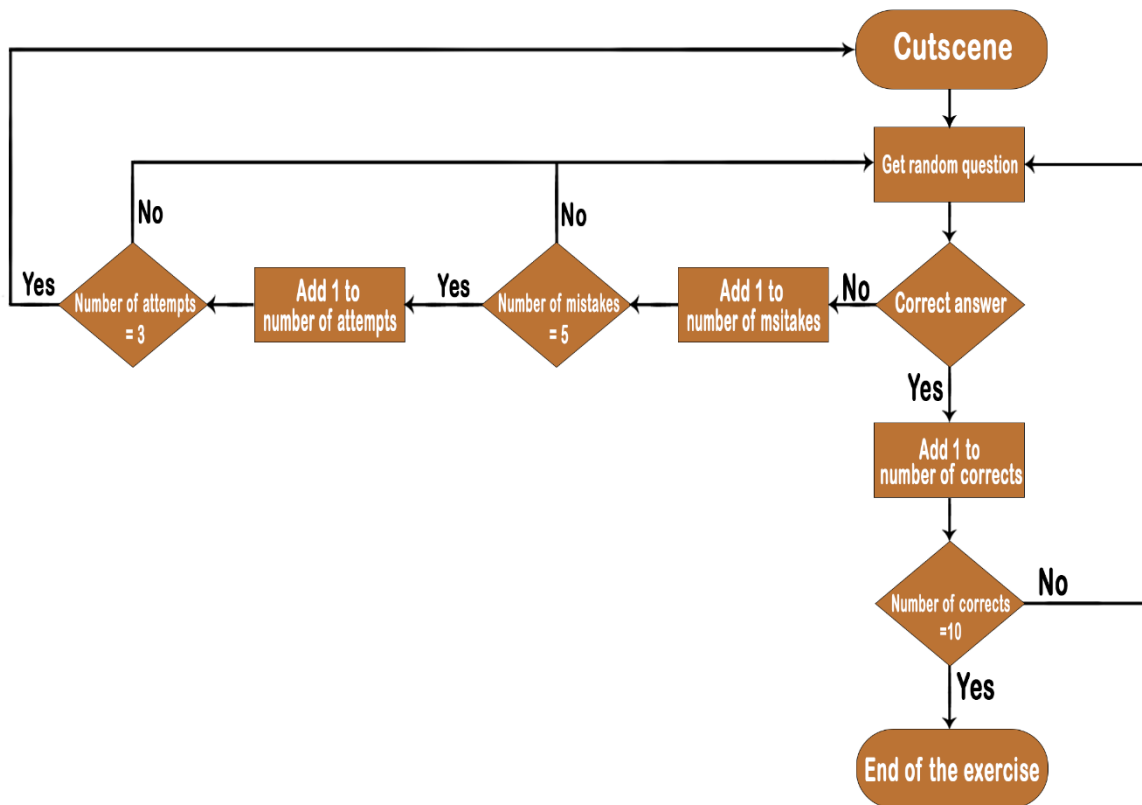 Cutscene
Get random question
No
No
Yes
Number of attempts
= 3
Add 1 to
number of attempts
Yes
Number of mistakes
= 5
Add 1 to
number of msitakes
No
Correct answer
Yes
Add 1 to
number of corrects
Number of corrects
=10
No
Yes
End of the exercise